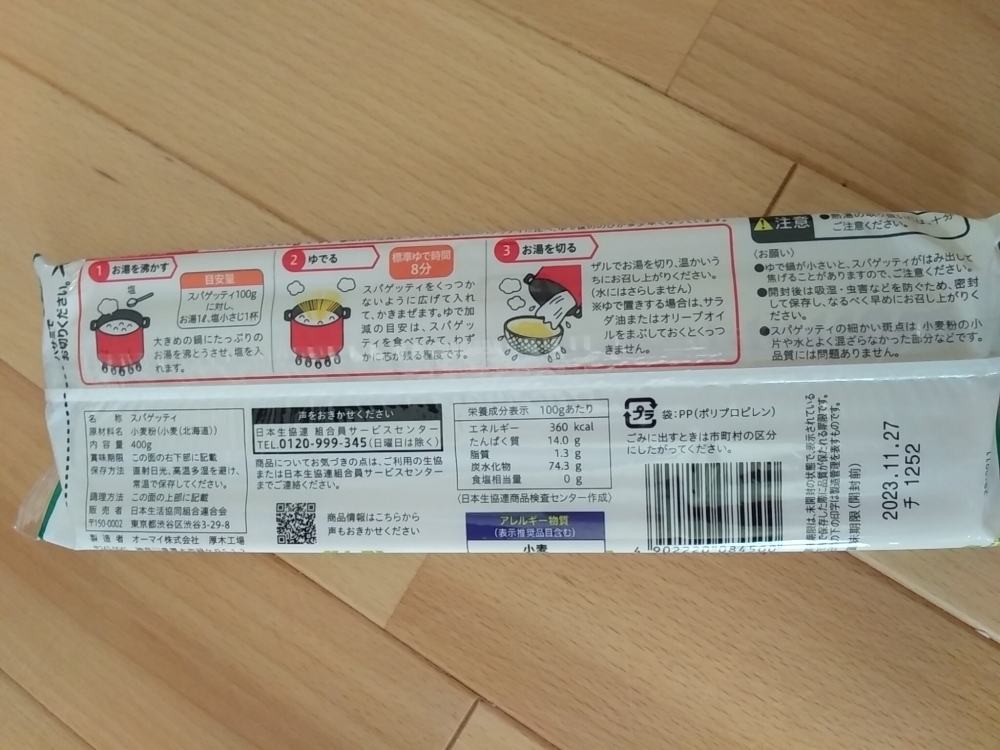 お切りください。
1 お湯を沸かす
塩
目安量
スパゲッティ100g
に対し、
お湯1ℓ、塩小さじ1杯
大きめの鍋にたっぷりの
お湯を沸とうさせ、塩を入
れます。
2 ゆでる
標準ゆで時間
8分
スパゲッティをくっつか
ないように広げて入れ
て、かきまぜます。ゆで加
減の目安は、スパゲッ
ティを食べてみて、わず
かに芯が残る程度です。
3 お湯を切る
ザルでお湯を切り、温かいう
ちにお召し上がりください。
(水にはさらしません)
※ゆで置きする場合は、サラ
ダ油またはオリーブオイ
ルをまぶしておくとくっつ
きません。
注意
ご注意ください。
〈お願い〉
●ゆで鍋が小さいと、スパゲッティがはみ出して
焦げることがありますので、ご注意ください。
●開封後は吸湿・虫害などを防ぐため、密封
して保存し、なるべく早めにお召し上がりくだ
さい。
●スパゲッティの細かい斑点は、小麦粉の小
片や水とよく混ざらなかった部分などです。
品質には問題ありません。
名 称 スパゲッティ
原材料名 小麦粉(小麦(北海道))
内 容 量 400g
賞味期限 この面の右下部に記載
保存方法 直射日光、高温多湿を避け、
常温で保存してください。
調理方法 この面の上部に記載
販 売 者 日本生活協同組合連合会
〒150-0002 東京都渋谷区渋谷3-29-8
製 造 者 オーマイ株式会社 厚木工場
声をおきかせください
日本生協連 組合員サービスセンター
TEL.0120-999-345(日曜日は除く)
商品についてお気づきの点は、ご利用の生協
または日本生協連組合員サービスセンター
までご連絡ください。
商品情報はこちらから
声もおきかせください
栄養成分表示 100gあたり
エネルギー 360 kcal
たんぱく質 14.0 g
脂質 1.3 g
炭水化物 74.3 g
食塩相当量 0 g
(日本生協連商品検査センター作成)
アレルギー物質
(表示推奨品目含む)
小麦
プラ
袋:PP(ポリプロピレン)
ごみに出すときは市町村の区分
にしたがってください。
4 902220 084500
味期限(開封前)
2023.11.27
チ 1252